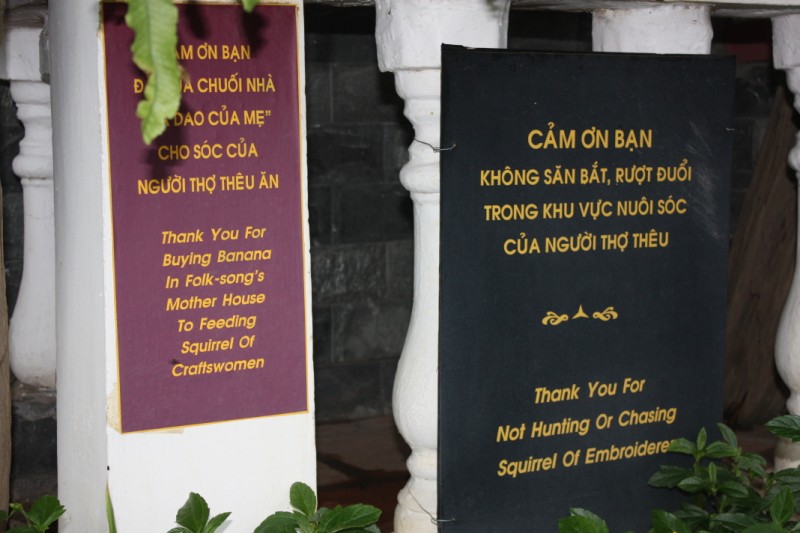 CẢM ƠN BẠN
CHUỐI NHÀ
DAO CỦA MẸ"
CHO SÓC CỦA
NGƯỜI THỢ THÊU ĂN
Thank You For
Buying Banana
In Folk-song's
Mother House
To Feeding
Squirrel Of
Craftswomen
CẢM ƠN BẠN
KHÔNG SĂN BẮT, RƯỢT ĐUỔI
TRONG KHU VỰC NUÔI SÓC
CỦA NGƯỜI THỢ THÊU
Thank You For
Not Hunting Or Chasing
Squirrel Of